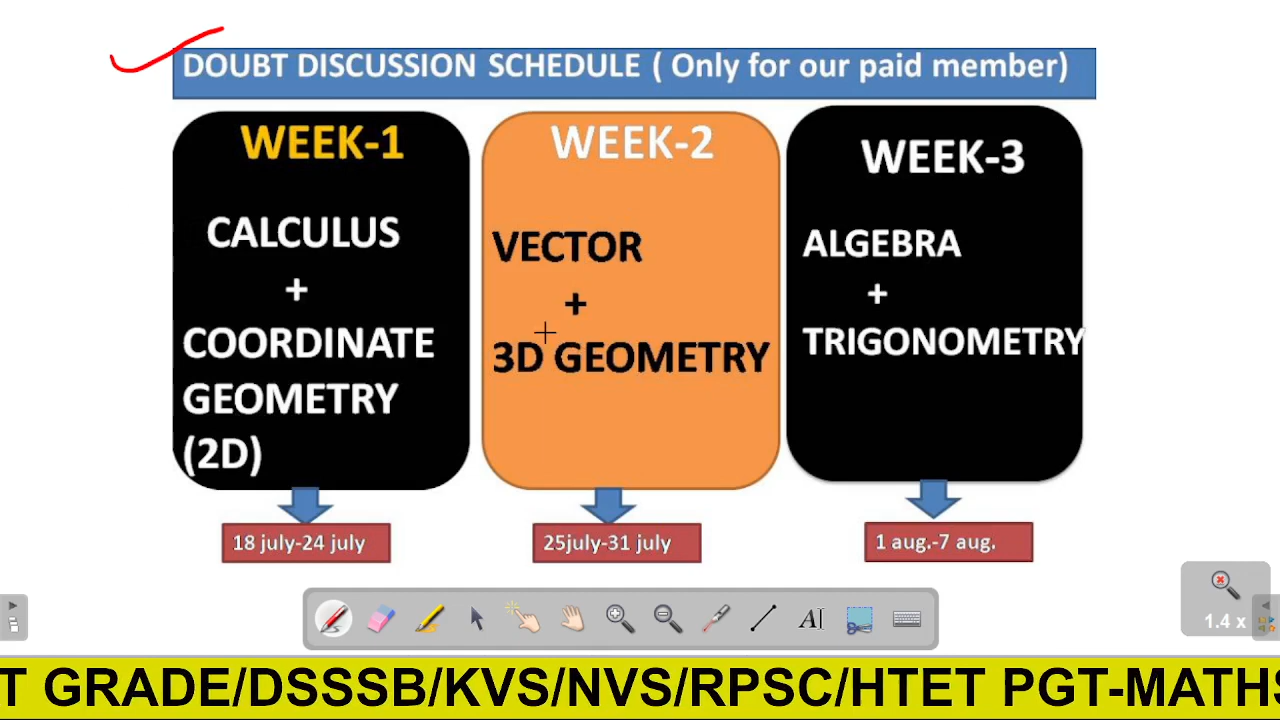 DOUBT DISCUSSION SCHEDULE ( Only for our paid member)
WEEK-1
CALCULUS
+
COORDINATE
GEOMETRY
(2D)
18 july-24 july
WEEK-2
VECTOR
+
3D GEOMETRY
25july-31 july
WEEK-3
ALGEBRA
+
TRIGONOMETRY
1 aug.-7 aug.
AI
1.4 x
T GRADE/DSSSB/KVS/NVS/RPSC/HTET PGT-MATHS